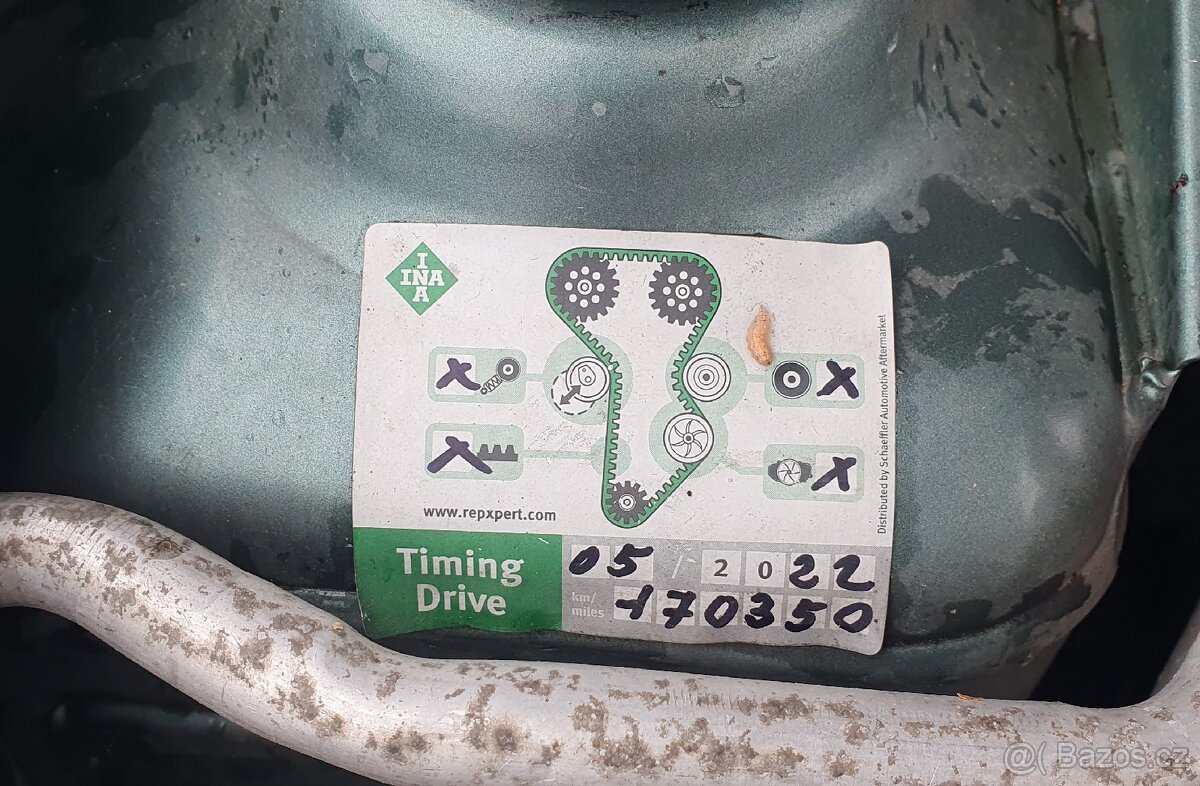 INA
X
X
X
X
www.repxpert.com
Distributed by Schaeffler Automotive Aftermarket
Timing Drive
05 / 2022
km/miles 170350
@( Bazos.cz